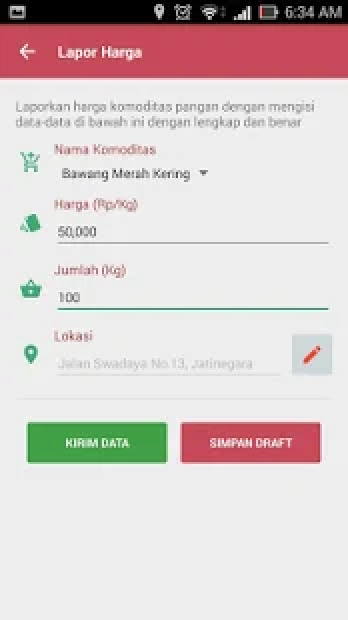 6:34 AM
Lapor Harga
Laporkan harga komoditas pangan dengan mengisi
data-data di bawah ini dengan lengkap dan benar
Nama Komoditas
Bawang Merah Kering
Harga (Rp/Kg)
50,000
Jumlah (Kg)
100
Lokasi
Jalan Swadaya No.13, Jatinegara
KIRIM DATA
SIMPAN DRAFT